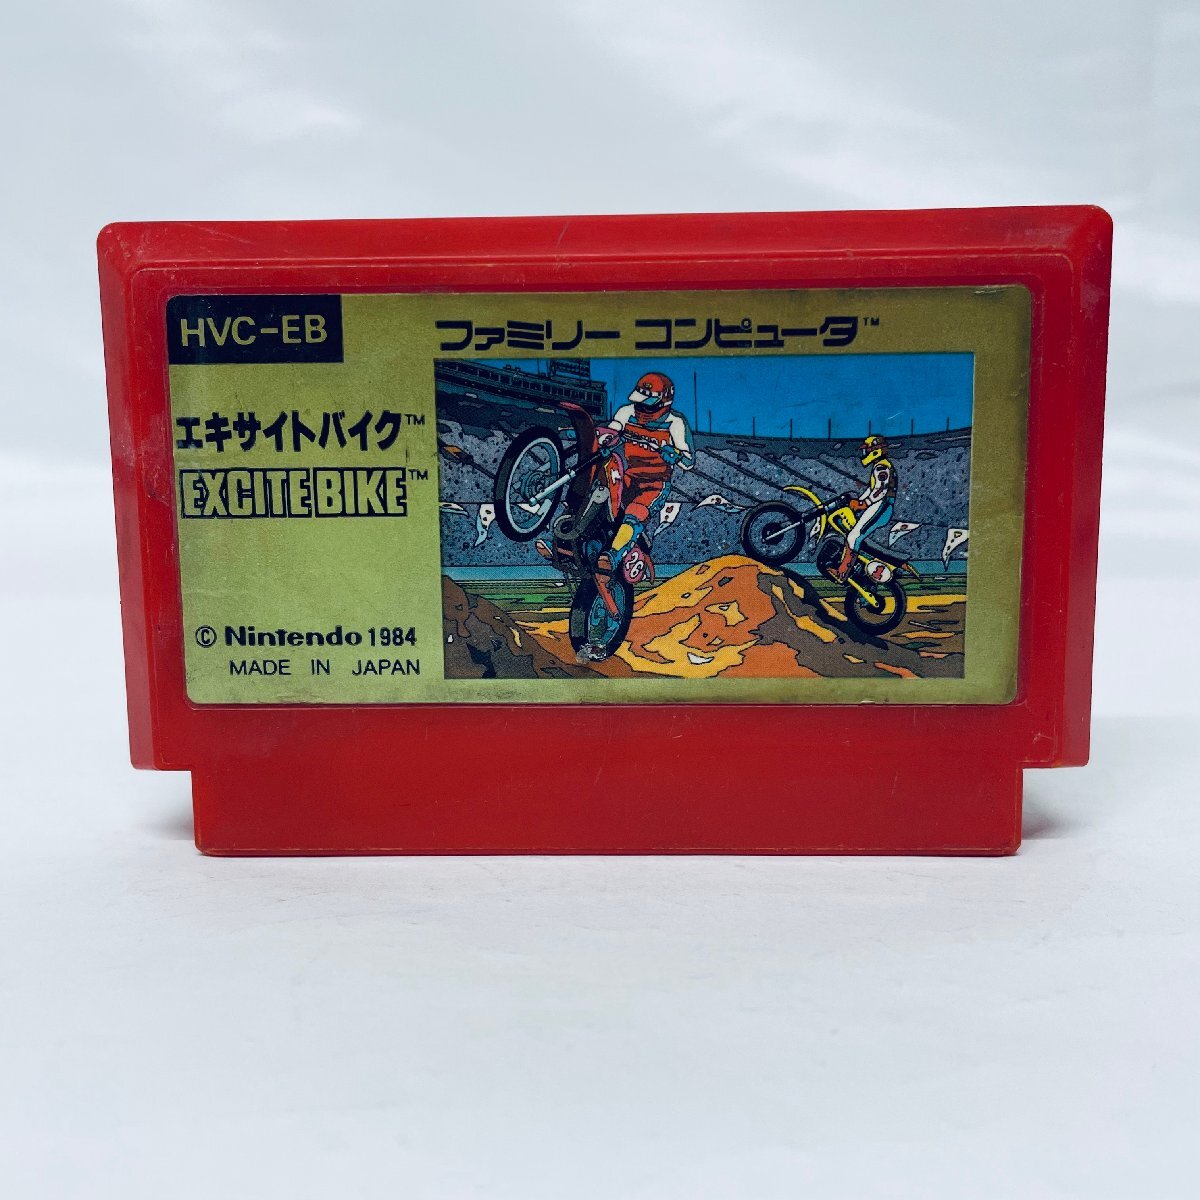 HVC-EB
ファミリー コンピュータ™
エキサイトバイク™
EXCITEBIKE™
© Nintendo 1984
MADE IN JAPAN
26